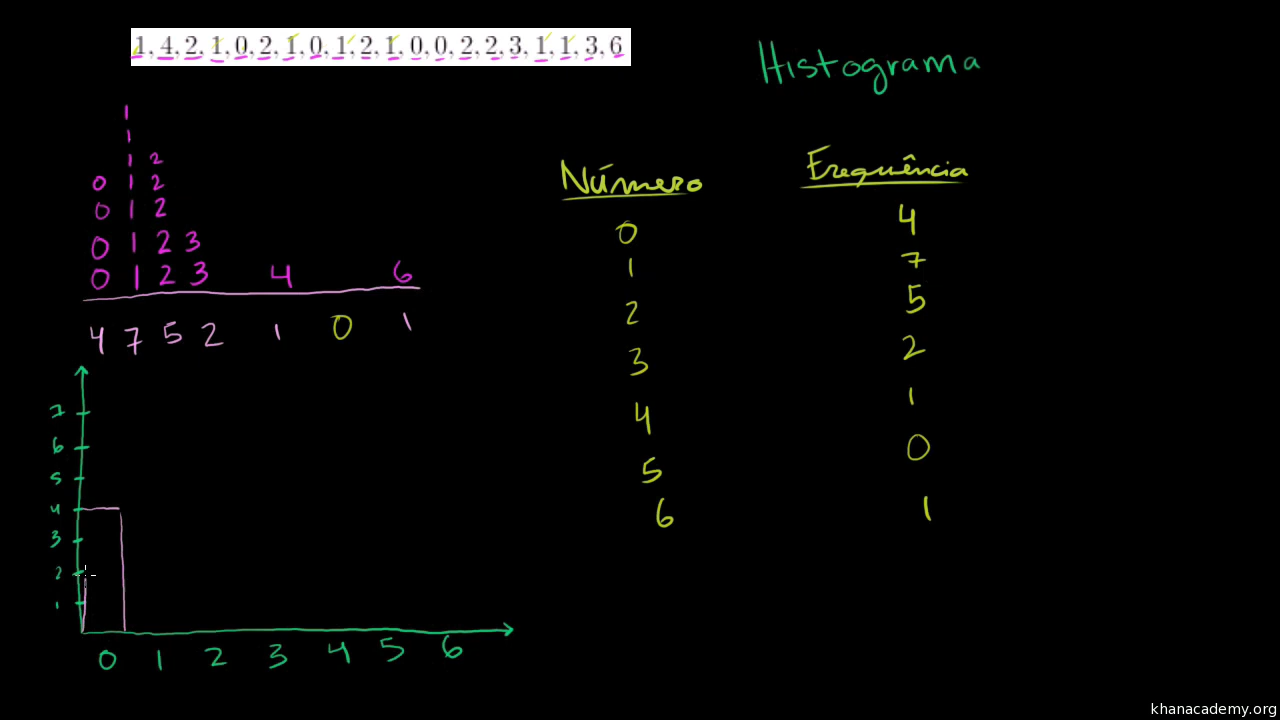 1, 4, 2, 1, 0, 2, 1, 0, 1, 2, 1, 0, 0, 2, 2, 3, 1, 1, 3, 6
Histograma
1
1
1 2
0 1 2
0 1 2
0 1 2 3
0 1 2 3 4 6
4 7 5 2 1 0 1
Número Frequência
0 4
1 7
2 5
3 2
4 1
5 0
6 1
7
6
5
4
3
2
1
0 1 2 3 4 5 6
khanacademy.org